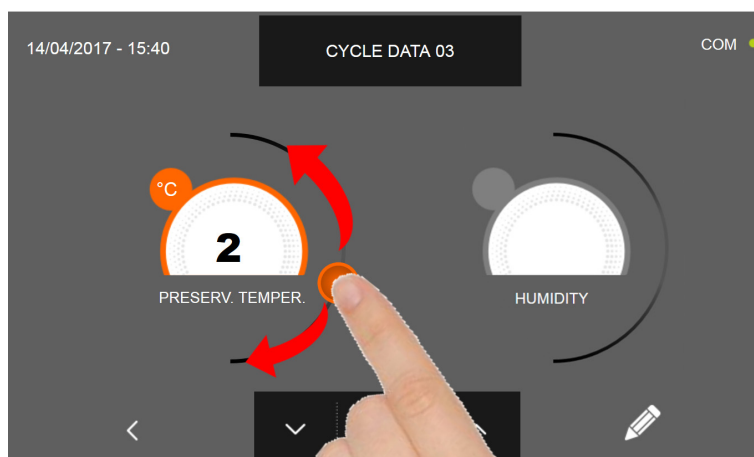 14/04/2017 - 15:40
CYCLE DATA 03
COM
°C
2
PRESERV. TEMPER.
HUMIDITY